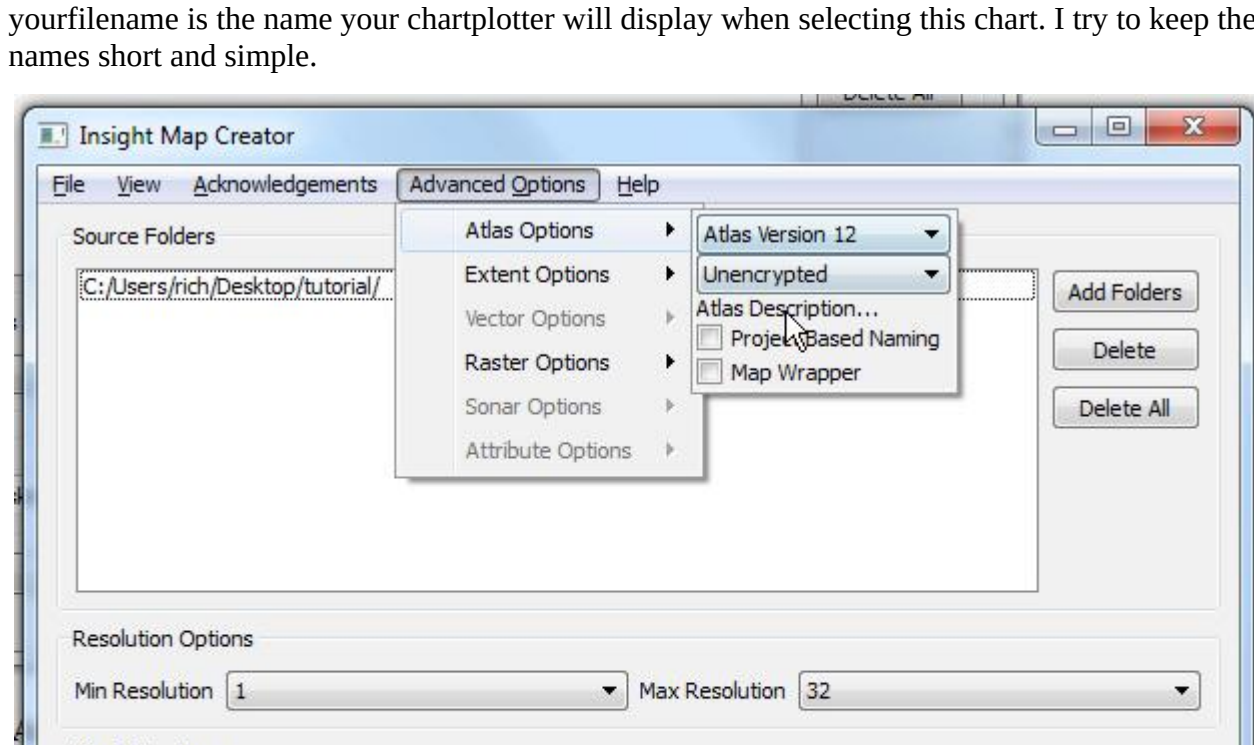 yourfilename is the name your chartplotter will display when selecting this chart. I try to keep the
names short and simple.
Delete All
Insight Map Creator
File View Acknowledgements Advanced Options Help
Source Folders
C:/Users/rich/Desktop/tutorial/
Atlas Options
Extent Options
Vector Options
Raster Options
Sonar Options
Attribute Options
Atlas Version 12
Unencrypted
Atlas Description...
Project Based Naming
Map Wrapper
Add Folders
Delete
Delete All
Resolution Options
Min Resolution 1 Max Resolution 32